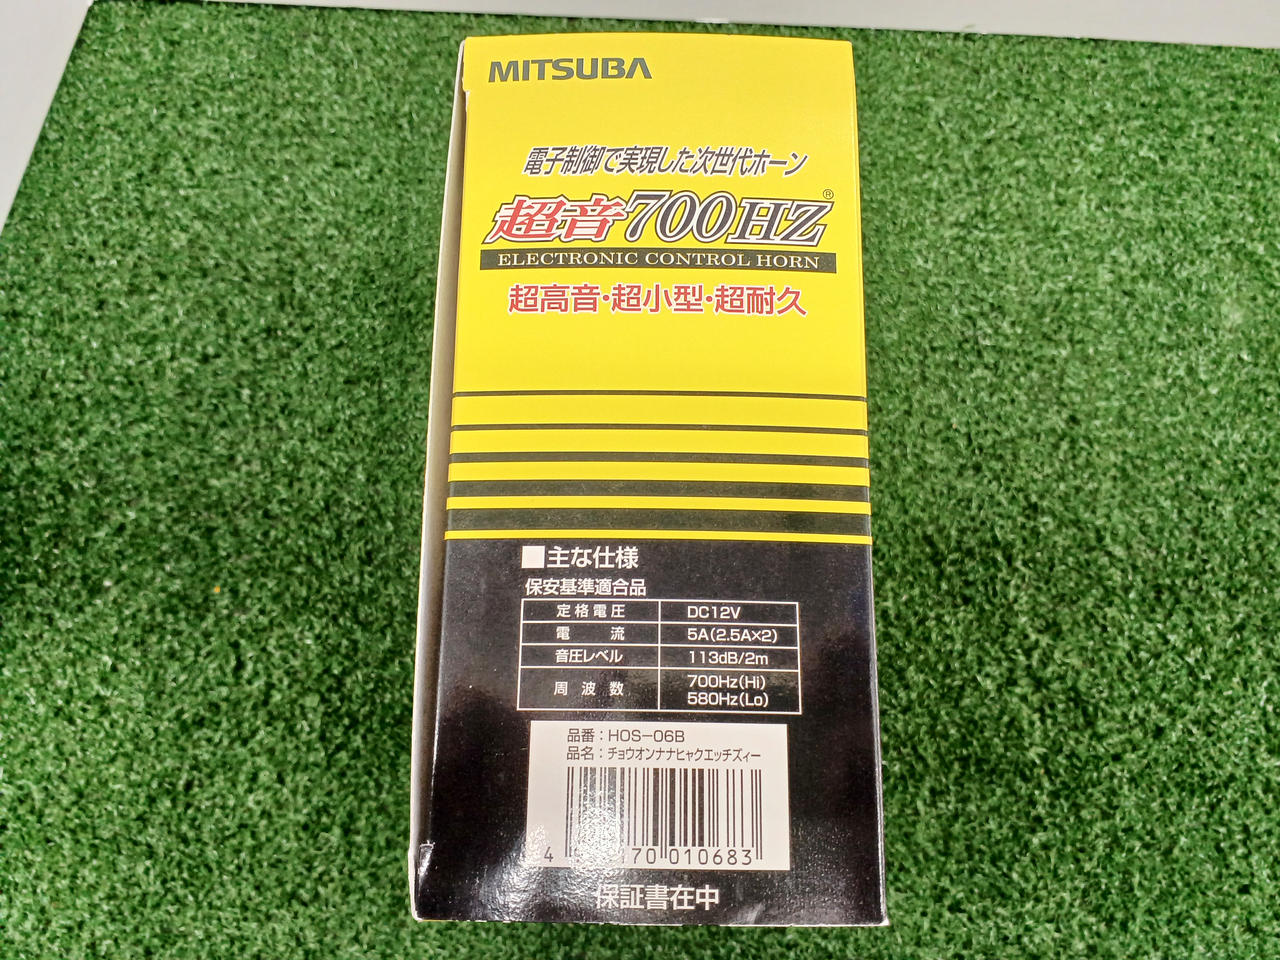 MITSUBA
電子制御で実現した次世代ホーン
超音700HZ®
ELECTRONIC CONTROL HORN
超高音・超小型・超耐久
■主な仕様
保安基準適合品
定格電圧 DC12V
電流 5A(2.5A×2)
音圧レベル 113dB/2m
周波数 700Hz(Hi)
580Hz(Lo)
品番：HOS-06B
品名：チョウオンナナヒャクエッチズィー
4 70 010683
保証書在中